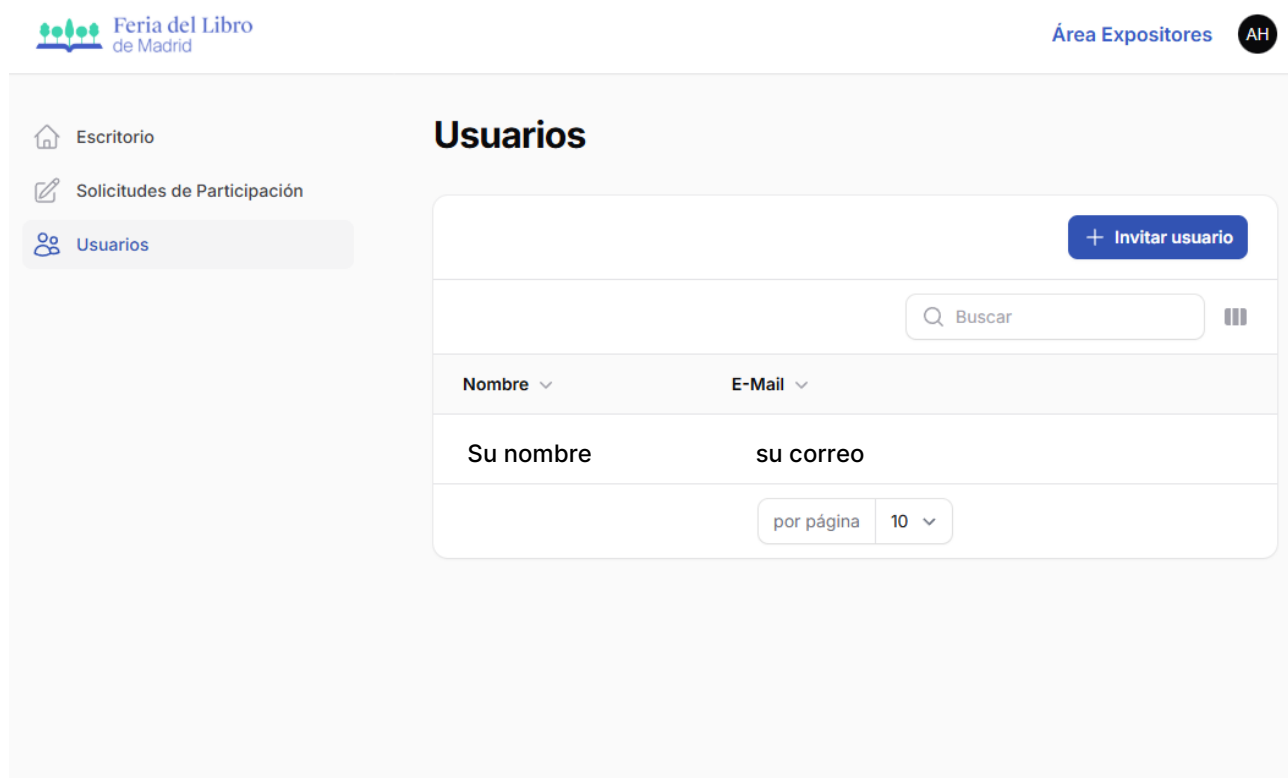 Feria del Libro
de Madrid
Área Expositores
AH
Escritorio
Solicitudes de Participación
Usuarios
Usuarios
Invitar usuario
Buscar
Nombre
E-Mail
Su nombre
su correo
por página
10